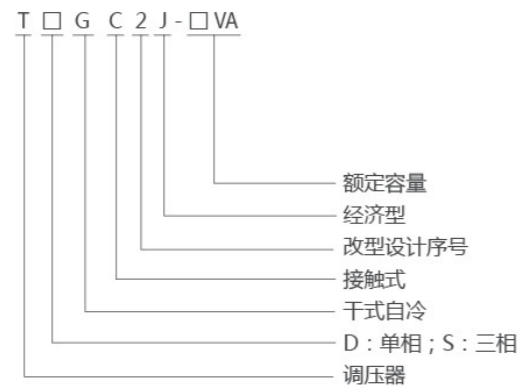 T □ G C 2 J - □ VA
额定容量
经济型
改型设计序号
接触式
干式自冷
D：单相；S：三相
调压器